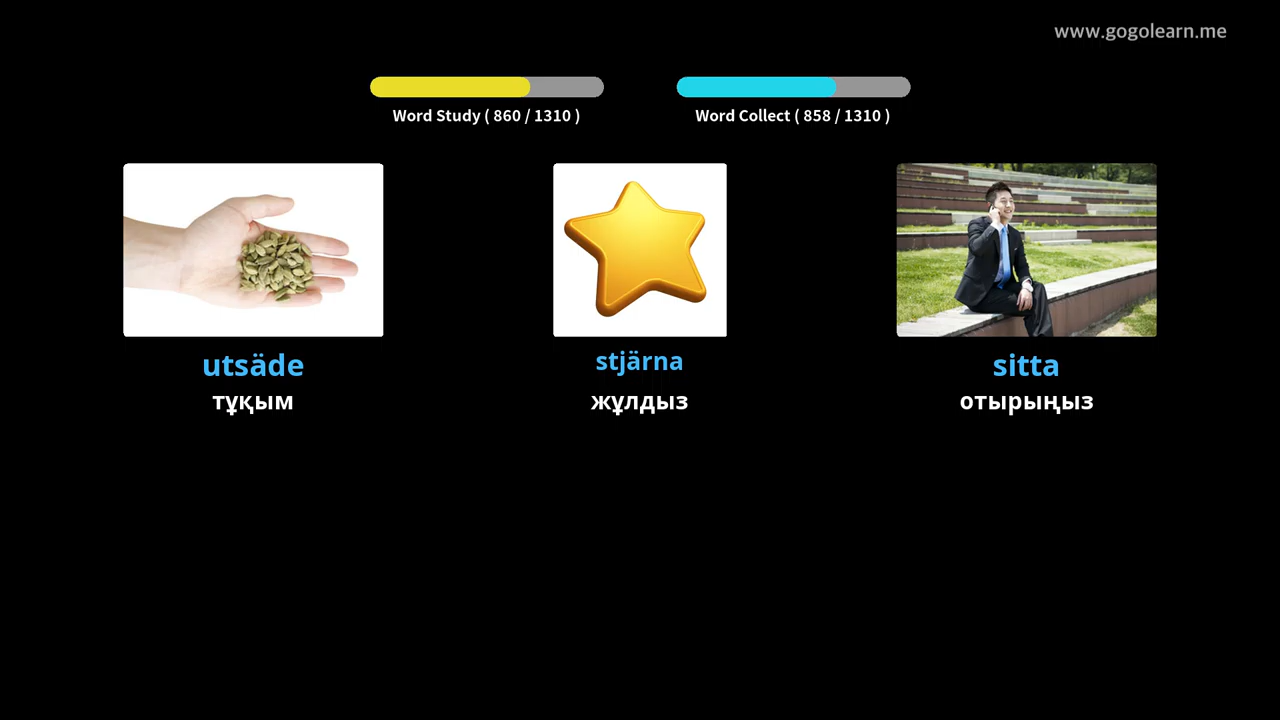 www.gogolearn.me
Word Study ( 860 / 1310 )
Word Collect ( 858 / 1310 )
utsäde
тұқым
stjärna
жұлдыз
sitta
отырыңыз